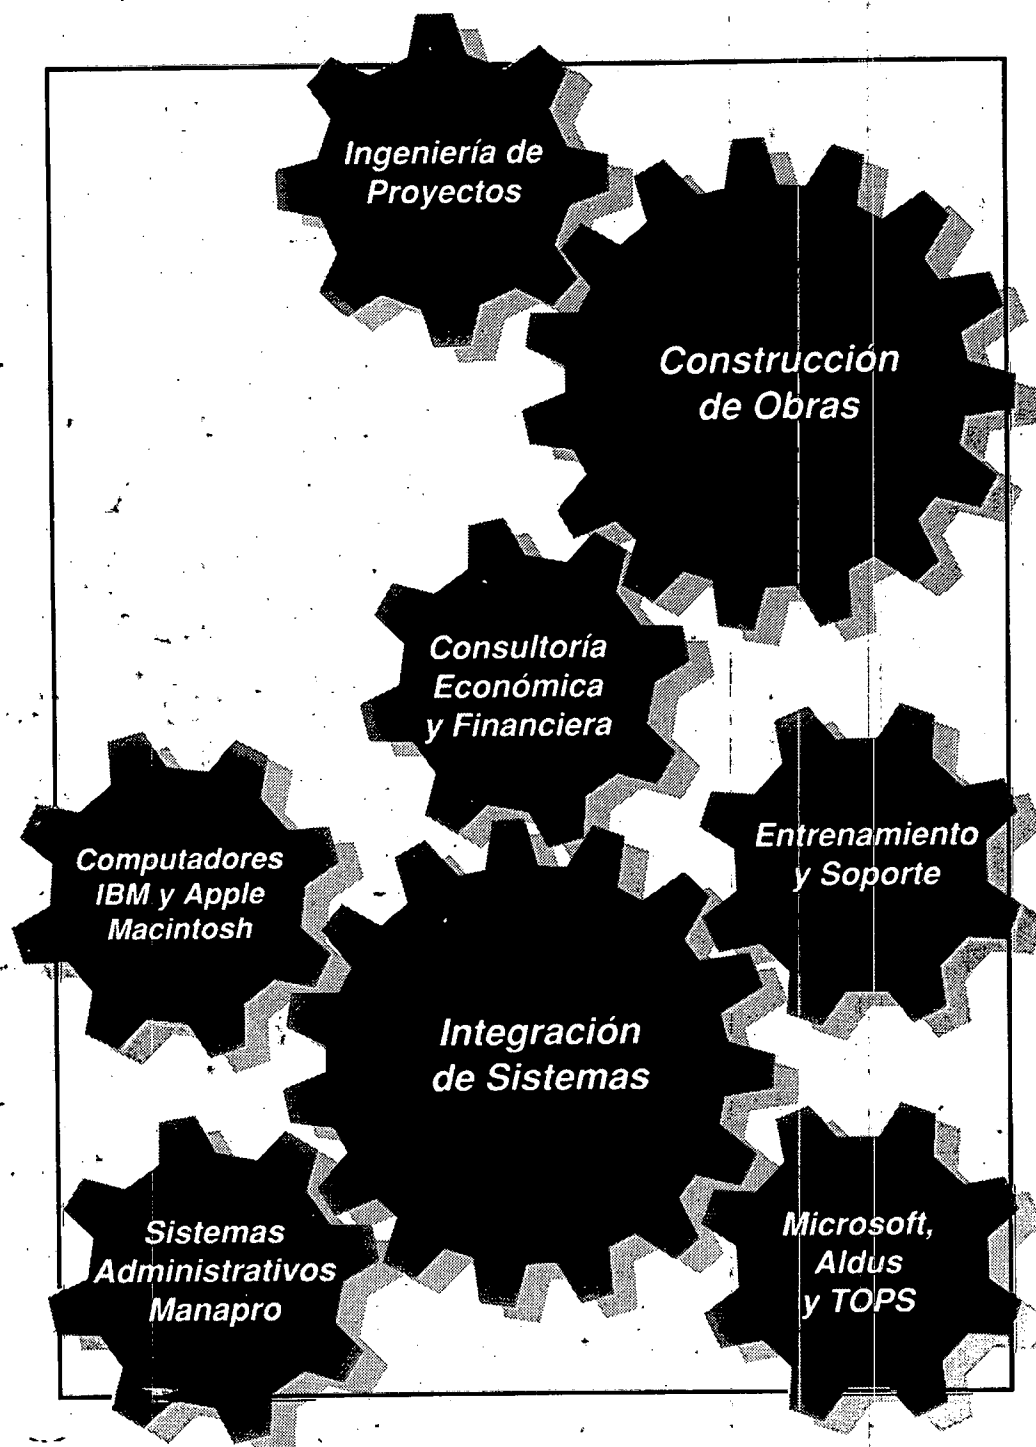 Ingeniería de
Proyectos
Construcción
de Obras
Consultoría
Económica
y Financiera
Entrenamiento
y Soporte
Computadores
IBM y Apple
Macintosh
Integración
de Sistemas
Sistemas
Administrativos
Manapro
Microsoft,
Aldus
y TOPS